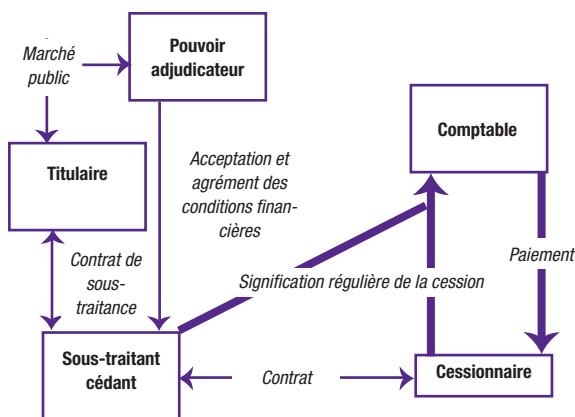 Marché
public
Pouvoir
adjudicateur
Comptable
Titulaire
Acceptation et
agrément des
conditions finan-
cières
Contrat de
sous-
traitance
Signification régulière de la cession
Paiement
Sous-traitant
cédant
Contrat
Cessionnaire